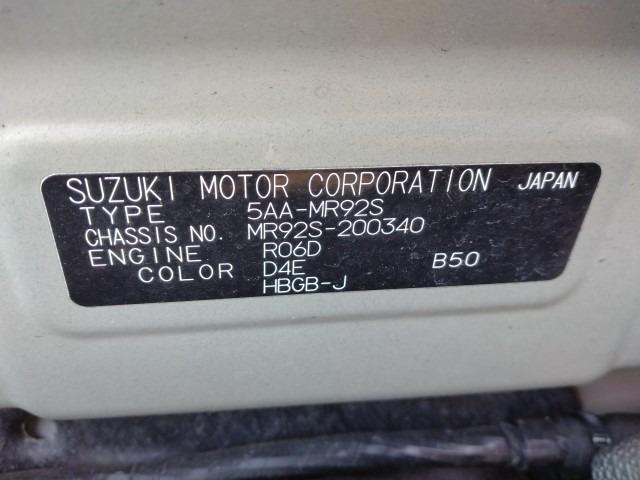 SUZUKI MOTOR CORPORATION JAPAN
TYPE 5AA-MR92S
CHASSIS NO. MR92S-200340
ENGINE R06D
COLOR D4E B50
HBGB-J